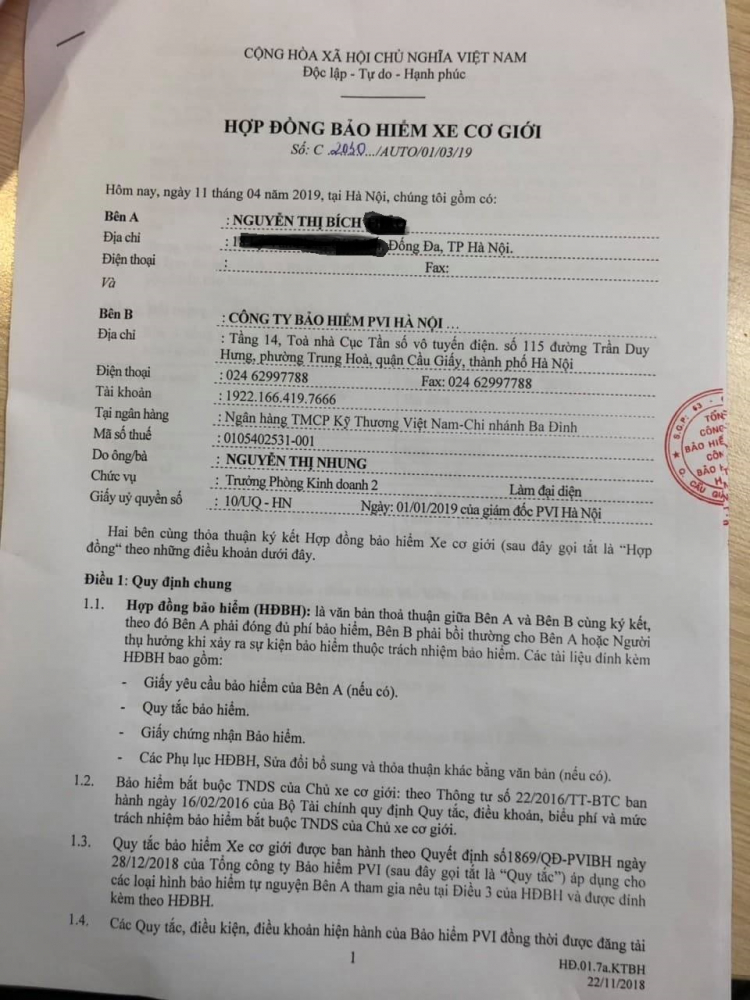 CỘNG HÒA XÃ HỘI CHỦ NGHĨA VIỆT NAM
Độc lập - Tự do - Hạnh phúc
HỢP ĐỒNG BẢO HIỂM XE CƠ GIỚI
Số: C 2050.../AUTO/01/03/19
Hôm nay, ngày 11 tháng 04 năm 2019, tại Hà Nội, chúng tôi gồm có:
Bên A : NGUYỄN THỊ BÍCH
Địa chỉ : 1 Đống Đa, TP Hà Nội.
Điện thoại : Fax:
Và
Bên B : CÔNG TY BẢO HIỂM PVI HÀ NỘI ...
Địa chỉ : Tầng 14, Toà nhà Cục Tần số vô tuyến điện. số 115 đường Trần Duy
Hưng, phường Trung Hoà, quận Cầu Giấy, thành phố Hà Nội
Điện thoại : 024 62997788 Fax: 024 62997788
Tài khoản : 1922.166.419.7666
Tại ngân hàng : Ngân hàng TMCP Kỹ Thương Việt Nam-Chi nhánh Ba Đình
Mã số thuế : 0105402531-001
Do ông/bà : NGUYỄN THỊ NHUNG
Chức vụ : Trưởng Phòng Kinh doanh 2 Làm đại diện
Giấy uỷ quyền số : 10/UQ - HN Ngày: 01/01/2019 của giám đốc PVI Hà Nội
Hai bên cùng thỏa thuận ký kết Hợp đồng bảo hiểm Xe cơ giới (sau đây gọi tắt là “Hợp
đồng“ theo những điều khoản dưới đây.
Điều 1: Quy định chung
1.1. Hợp đồng bảo hiểm (HĐBH): là văn bản thoả thuận giữa Bên A và Bên B cùng ký kết,
theo đó Bên A phải đóng đủ phí bảo hiểm, Bên B phải bồi thường cho Bên A hoặc Người
thụ hưởng khi xảy ra sự kiện bảo hiểm thuộc trách nhiệm bảo hiểm. Các tài liệu đính kèm
HĐBH bao gồm:
- Giấy yêu cầu bảo hiểm của Bên A (nếu có).
- Quy tắc bảo hiểm.
- Giấy chứng nhận Bảo hiểm.
- Các Phụ lục HĐBH, Sửa đổi bổ sung và thỏa thuận khác bằng văn bản (nếu có).
1.2. Bảo hiểm bắt buộc TNDS của Chủ xe cơ giới: theo Thông tư số 22/2016/TT-BTC ban
hành ngày 16/02/2016 của Bộ Tài chính quy định Quy tắc, điều khoản, biểu phí và mức
trách nhiệm bảo hiểm bắt buộc TNDS của Chủ xe cơ giới.
1.3. Quy tắc bảo hiểm Xe cơ giới được ban hành theo Quyết định số1869/QĐ-PVIBH ngày
28/12/2018 của Tổng công ty Bảo hiểm PVI (sau đây gọi tắt là “Quy tắc”) áp dụng cho
các loại hình bảo hiểm tự nguyện Bên A tham gia nêu tại Điều 3 của HĐBH và được đính
kèm theo HĐBH.
1.4. Các Quy tắc, điều kiện, điều khoản hiện hành của Bảo hiểm PVI đồng thời được đăng tải
1
HĐ.01.7a.KTBH
22/11/2018
TỔN
CÔNG
BẢO HIỂ